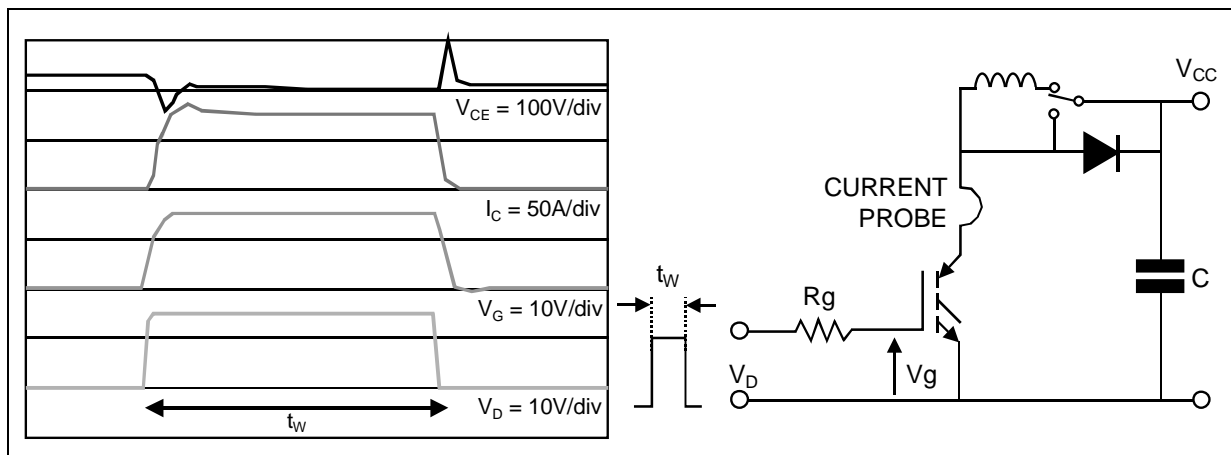 V_CE = 100V/div
I_C = 50A/div
V_G = 10V/div
V_D = 10V/div
t_W
t_W
V_D
Rg
Vg
CURRENT
PROBE
V_CC
C